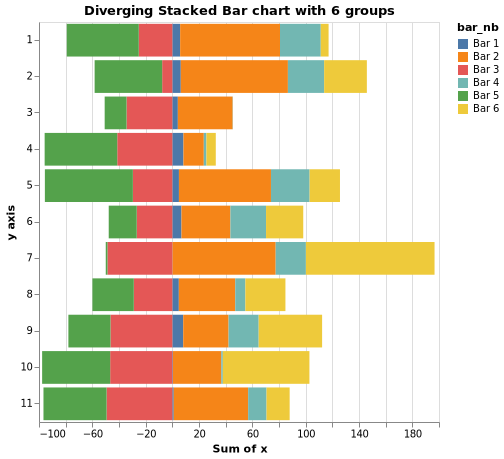 Diverging Stacked Bar chart with 6 groups
bar_nb
Bar 1
Bar 2
Bar 3
Bar 4
Bar 5
Bar 6
y axis
1
2
3
4
5
6
7
8
9
10
11
−100 −60 −20 20 60 100 140 180
Sum of x